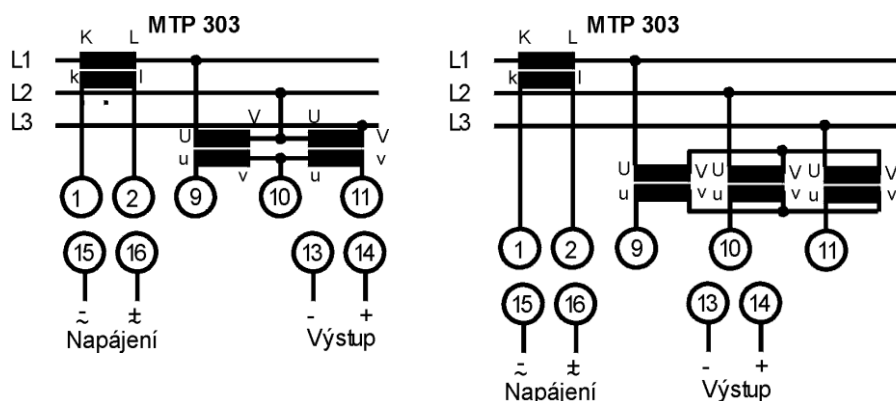 MTP 303
K L
L1
k l
L2
L3
V U
U V
u v
v u
1 2 9 10 11
15 16 13 14
~ - ± ~ - +
Napájení Výstup
MTP 303
K L
L1
k l
L2
L3
U V U V U V
u v u v u v
1 2 9 10 11
15 16 13 14
~ - ± ~ - +
Napájení Výstup